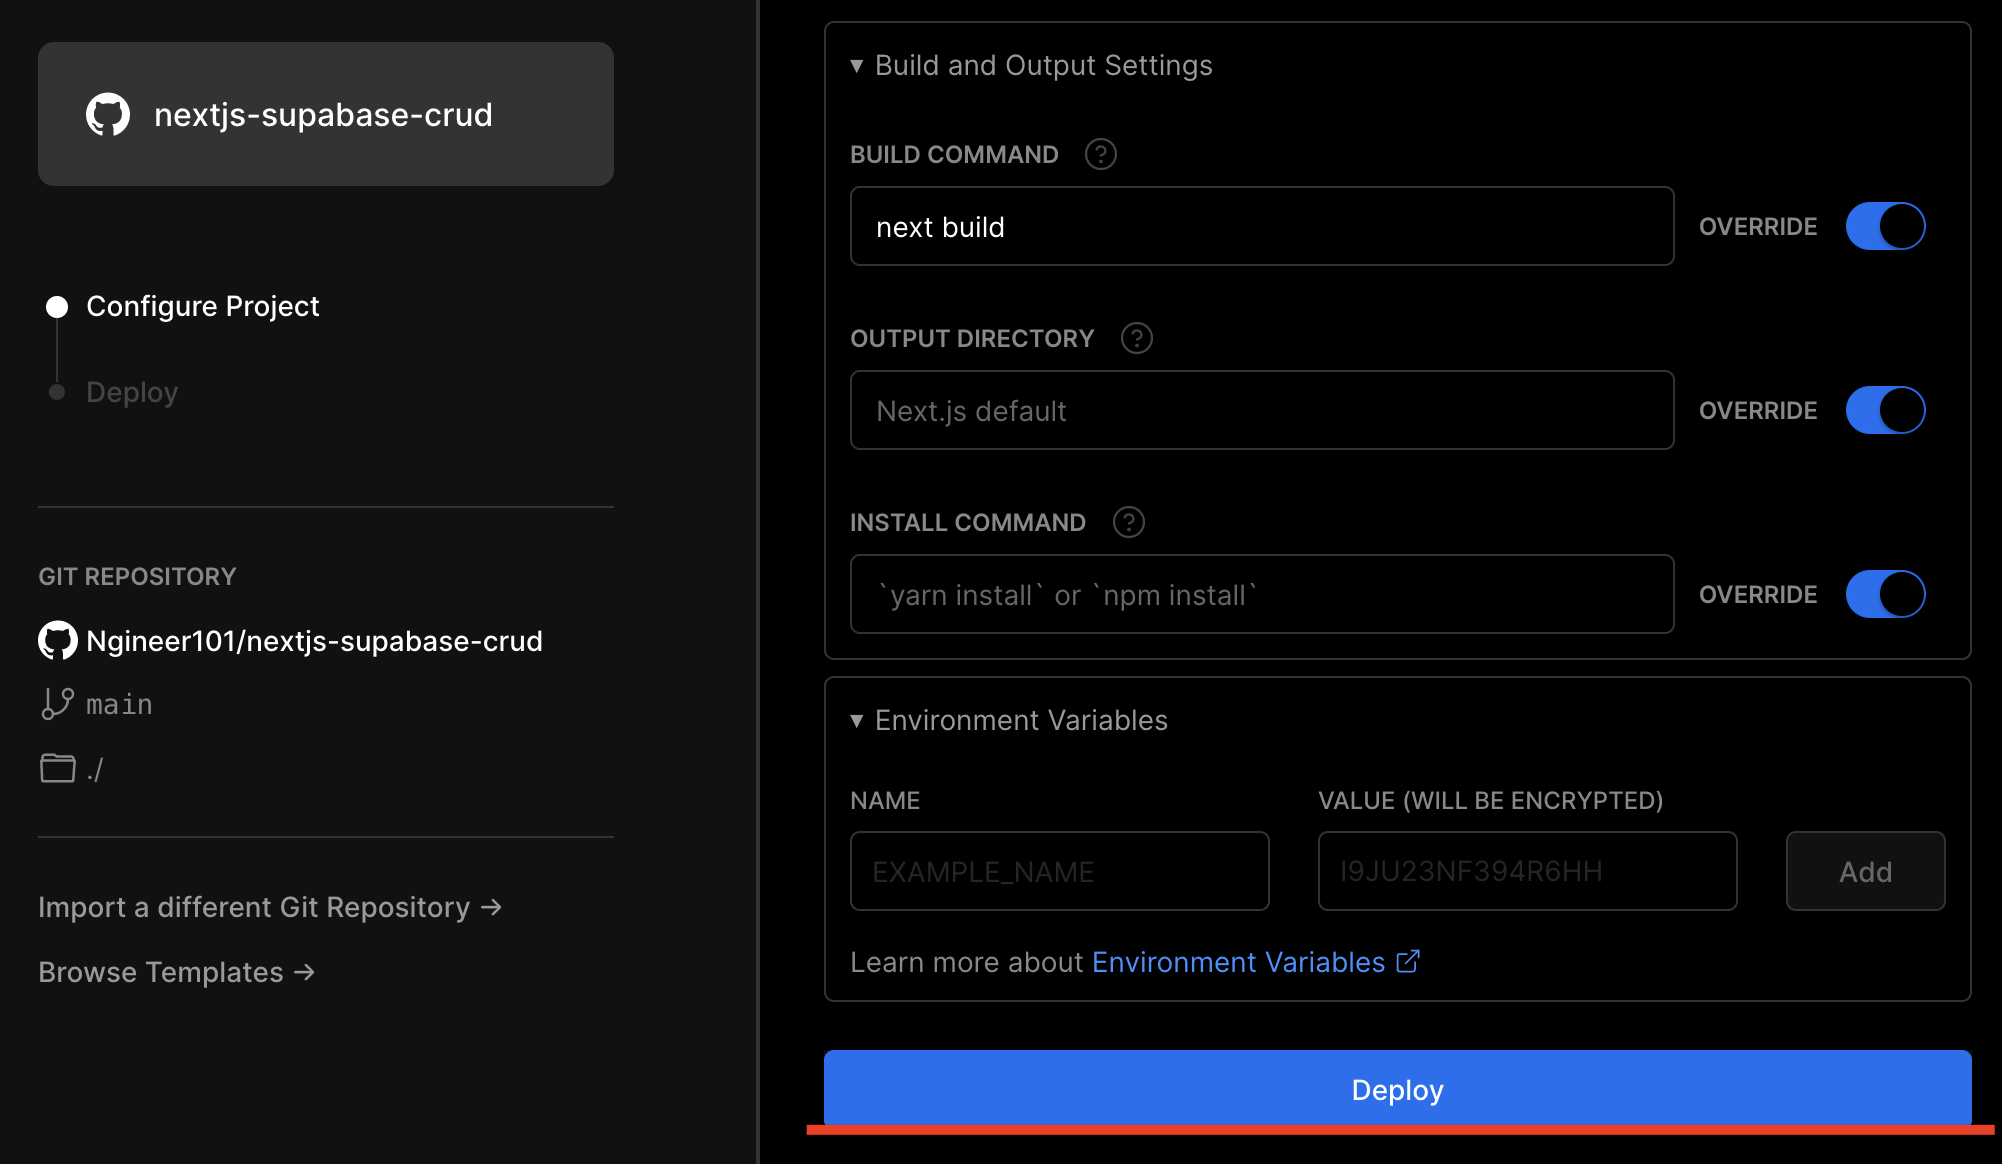 nextjs-supabase-crud
Configure Project
Deploy
GIT REPOSITORY
Ngineer101/nextjs-supabase-crud
main
./
Import a different Git Repository →
Browse Templates →
▼ Build and Output Settings
BUILD COMMAND ?
next build
OVERRIDE
OUTPUT DIRECTORY ?
Next.js default
OVERRIDE
INSTALL COMMAND ?
`yarn install` or `npm install`
OVERRIDE
▼ Environment Variables
NAME
VALUE (WILL BE ENCRYPTED)
EXAMPLE_NAME
I9JU23NF394R6HH
Add
Learn more about Environment Variables
Deploy